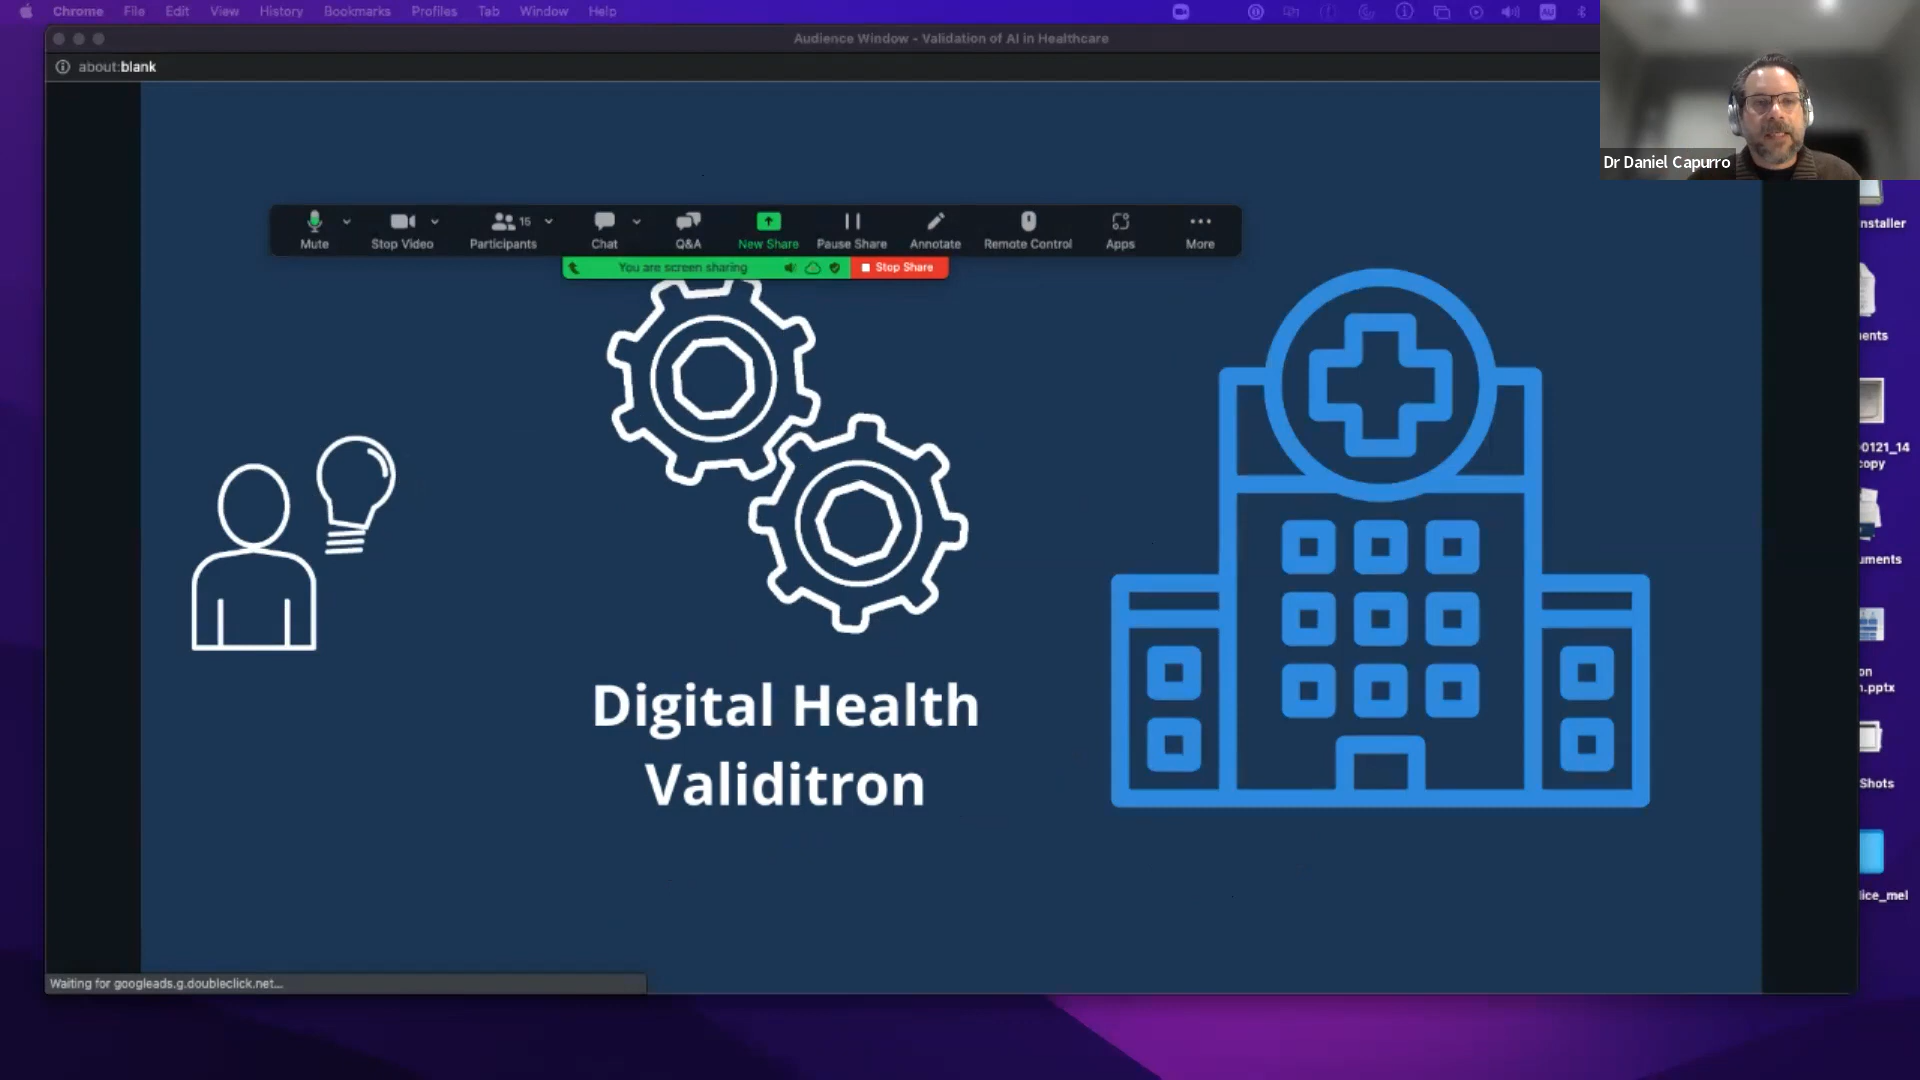 Chrome File Edit View History Bookmarks Profiles Tab Window Help
Audience Window - Validation of AI in Healthcare
about:blank
Dr Daniel Capurro
15
Mute Stop Video Participants Chat Q&A New Share Pause Share Annotate Remote Control Apps More
You are screen sharing Stop Share
Digital Health
Validitron
nstaller
ents
00121_14
copy
uments
on
n.pptx
Shots
lice_mel
Waiting for googleads.g.doubleclick.net...